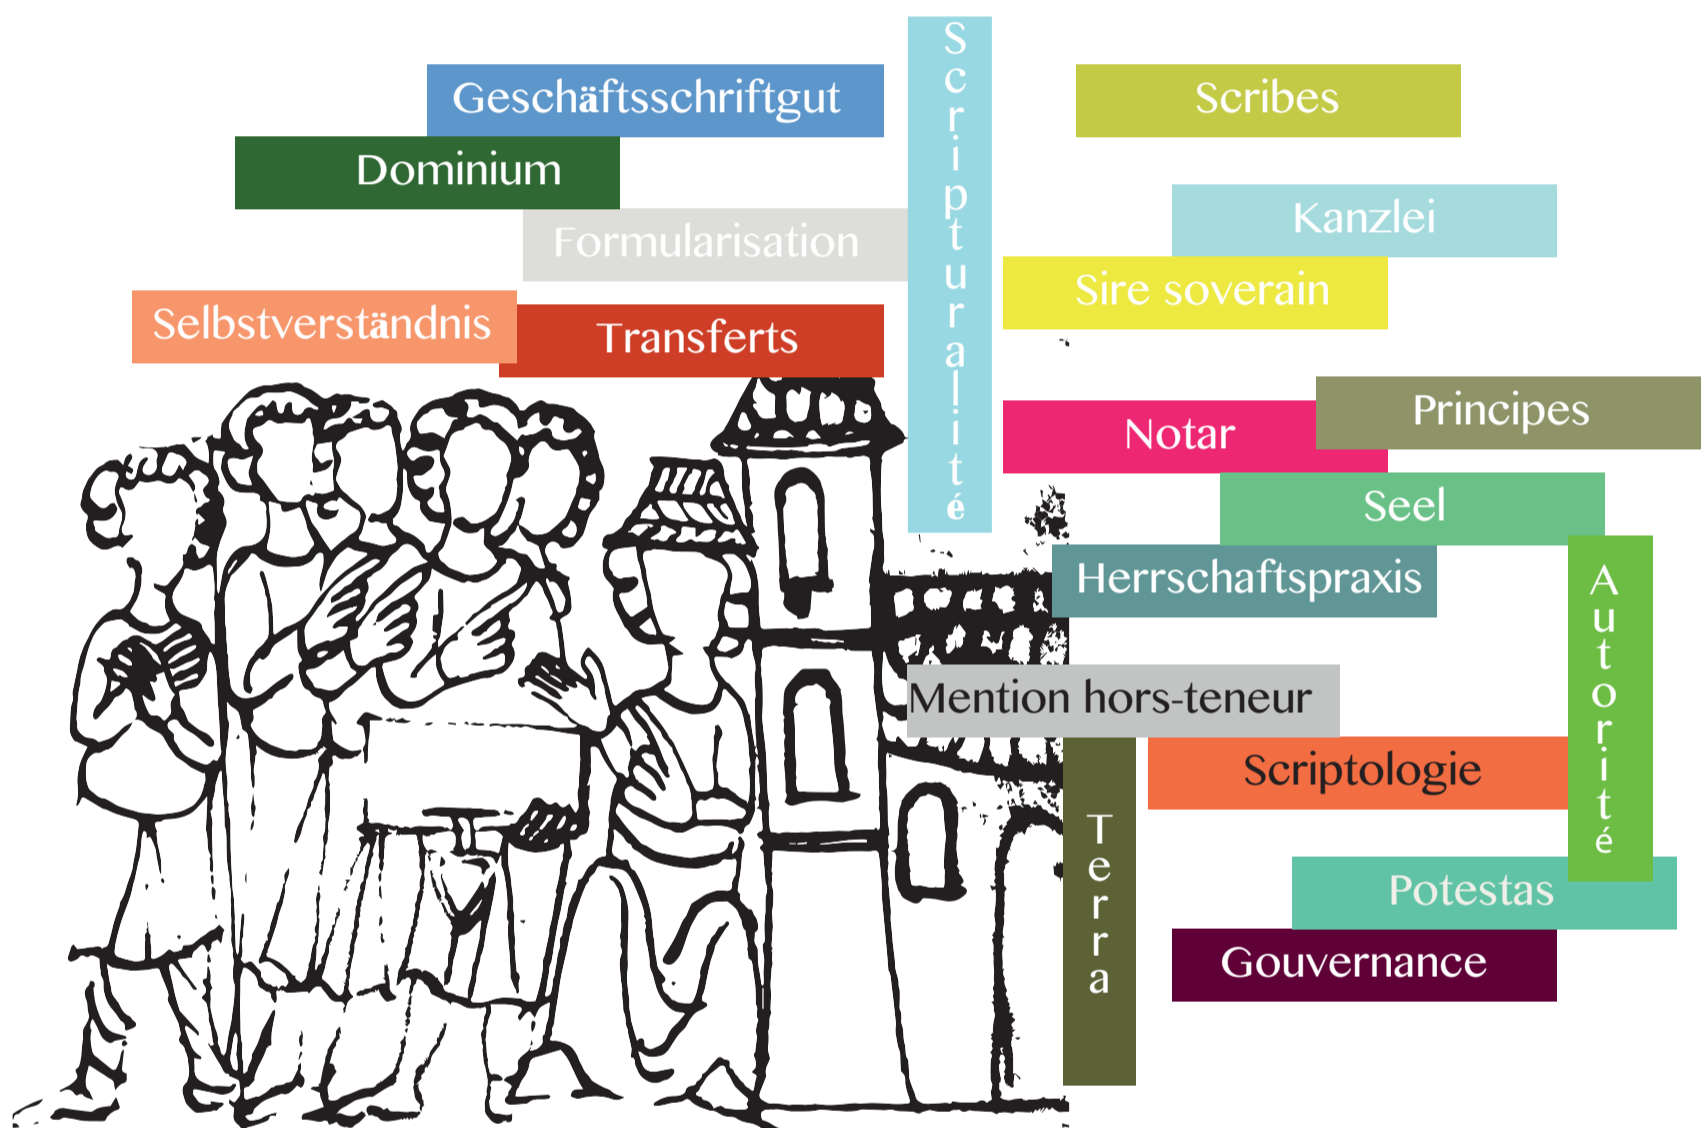 Geschäftsschriftgut
Scripturalité
Scribes
Dominium
Kanzlei
Formularisation
Sire soverain
Selbstverständnis
Transferts
Principes
Notar
Seel
Herrschaftspraxis
Autorité
Mention hors-teneur
Scriptologie
Terra
Potestas
Gouvernance